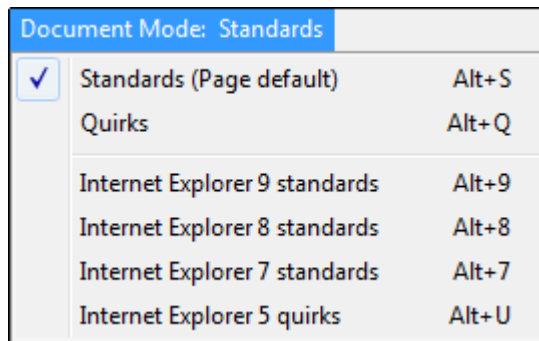 Document Mode: Standards
Standards (Page default) Alt+S
Quirks Alt+Q
Internet Explorer 9 standards Alt+9
Internet Explorer 8 standards Alt+8
Internet Explorer 7 standards Alt+7
Internet Explorer 5 quirks Alt+U